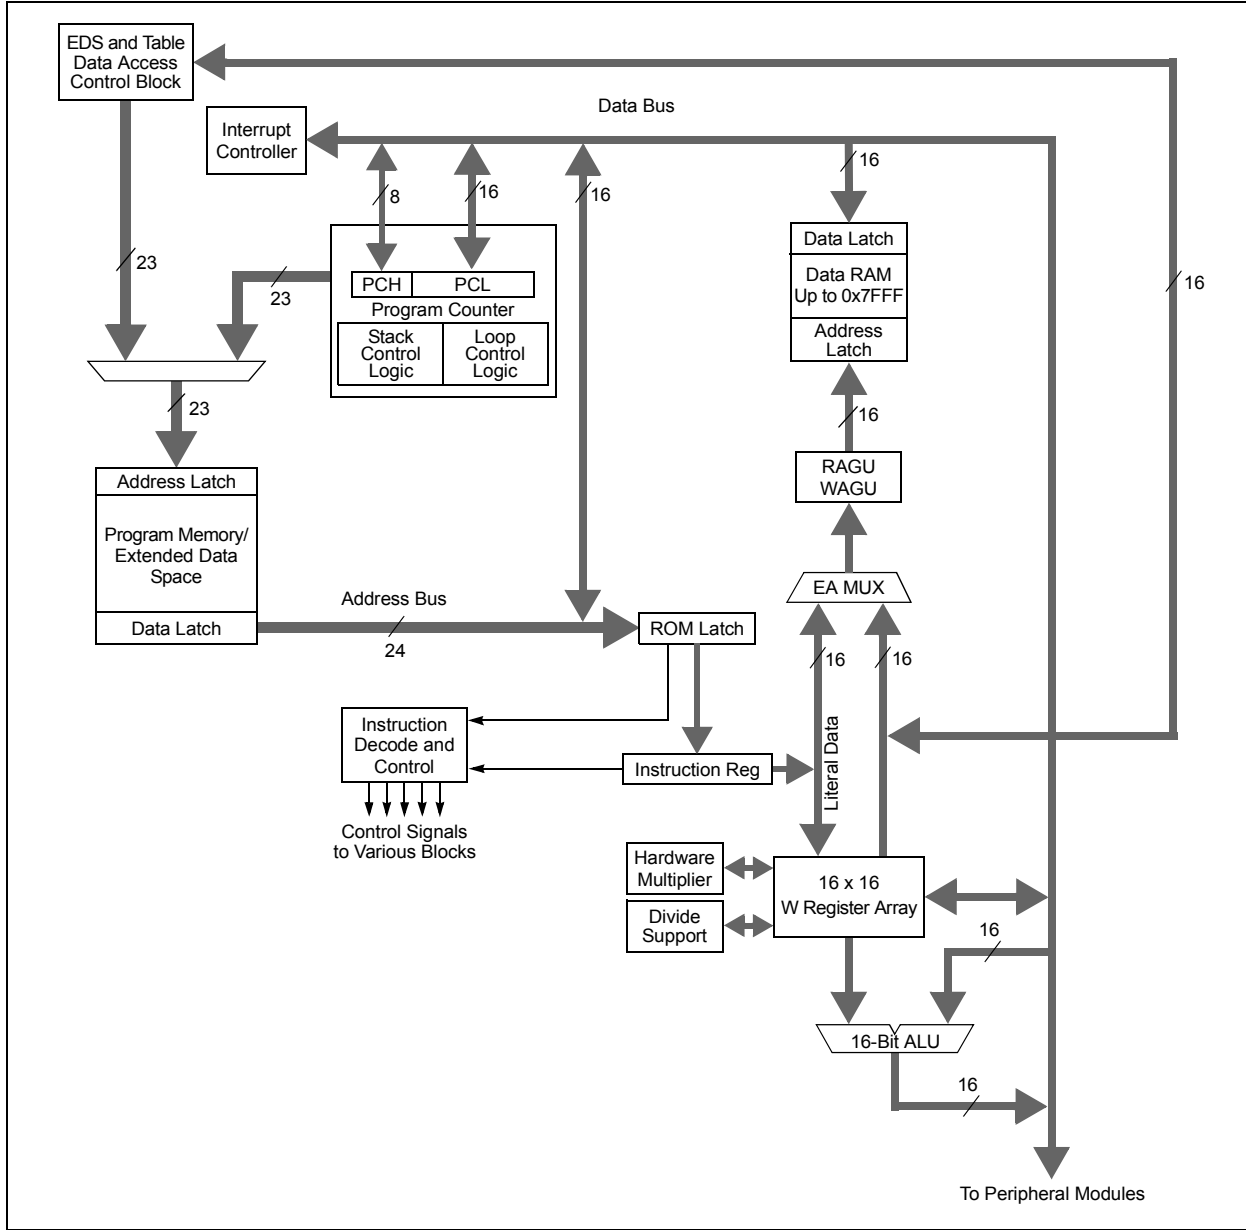 EDS and Table
Data Access
Control Block
Data Bus
Interrupt
Controller
16
8
16
16
16
23
23
23
PCH
PCL
Program Counter
Stack
Control
Logic
Loop
Control
Logic
Data Latch
Data RAM
Up to 0x7FFF
Address
Latch
16
RAGU
WAGU
EA MUX
16
16
Address Latch
Program Memory/
Extended Data
Space
Data Latch
Address Bus
24
ROM Latch
Instruction
Decode and
Control
Instruction Reg
Literal Data
Control Signals
to Various Blocks
Hardware
Multiplier
Divide
Support
16 x 16
W Register Array
16
16-Bit ALU
16
To Peripheral Modules